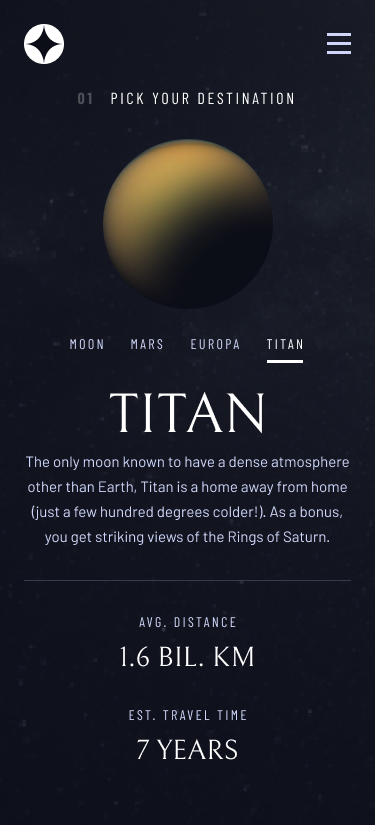 01 PICK YOUR DESTINATION
MOON MARS EUROPA TITAN
TITAN
The only moon known to have a dense atmosphere
other than Earth, Titan is a home away from home
(just a few hundred degrees colder!). As a bonus,
you get striking views of the Rings of Saturn.
AVG. DISTANCE
1.6 BIL. KM
EST. TRAVEL TIME
7 YEARS